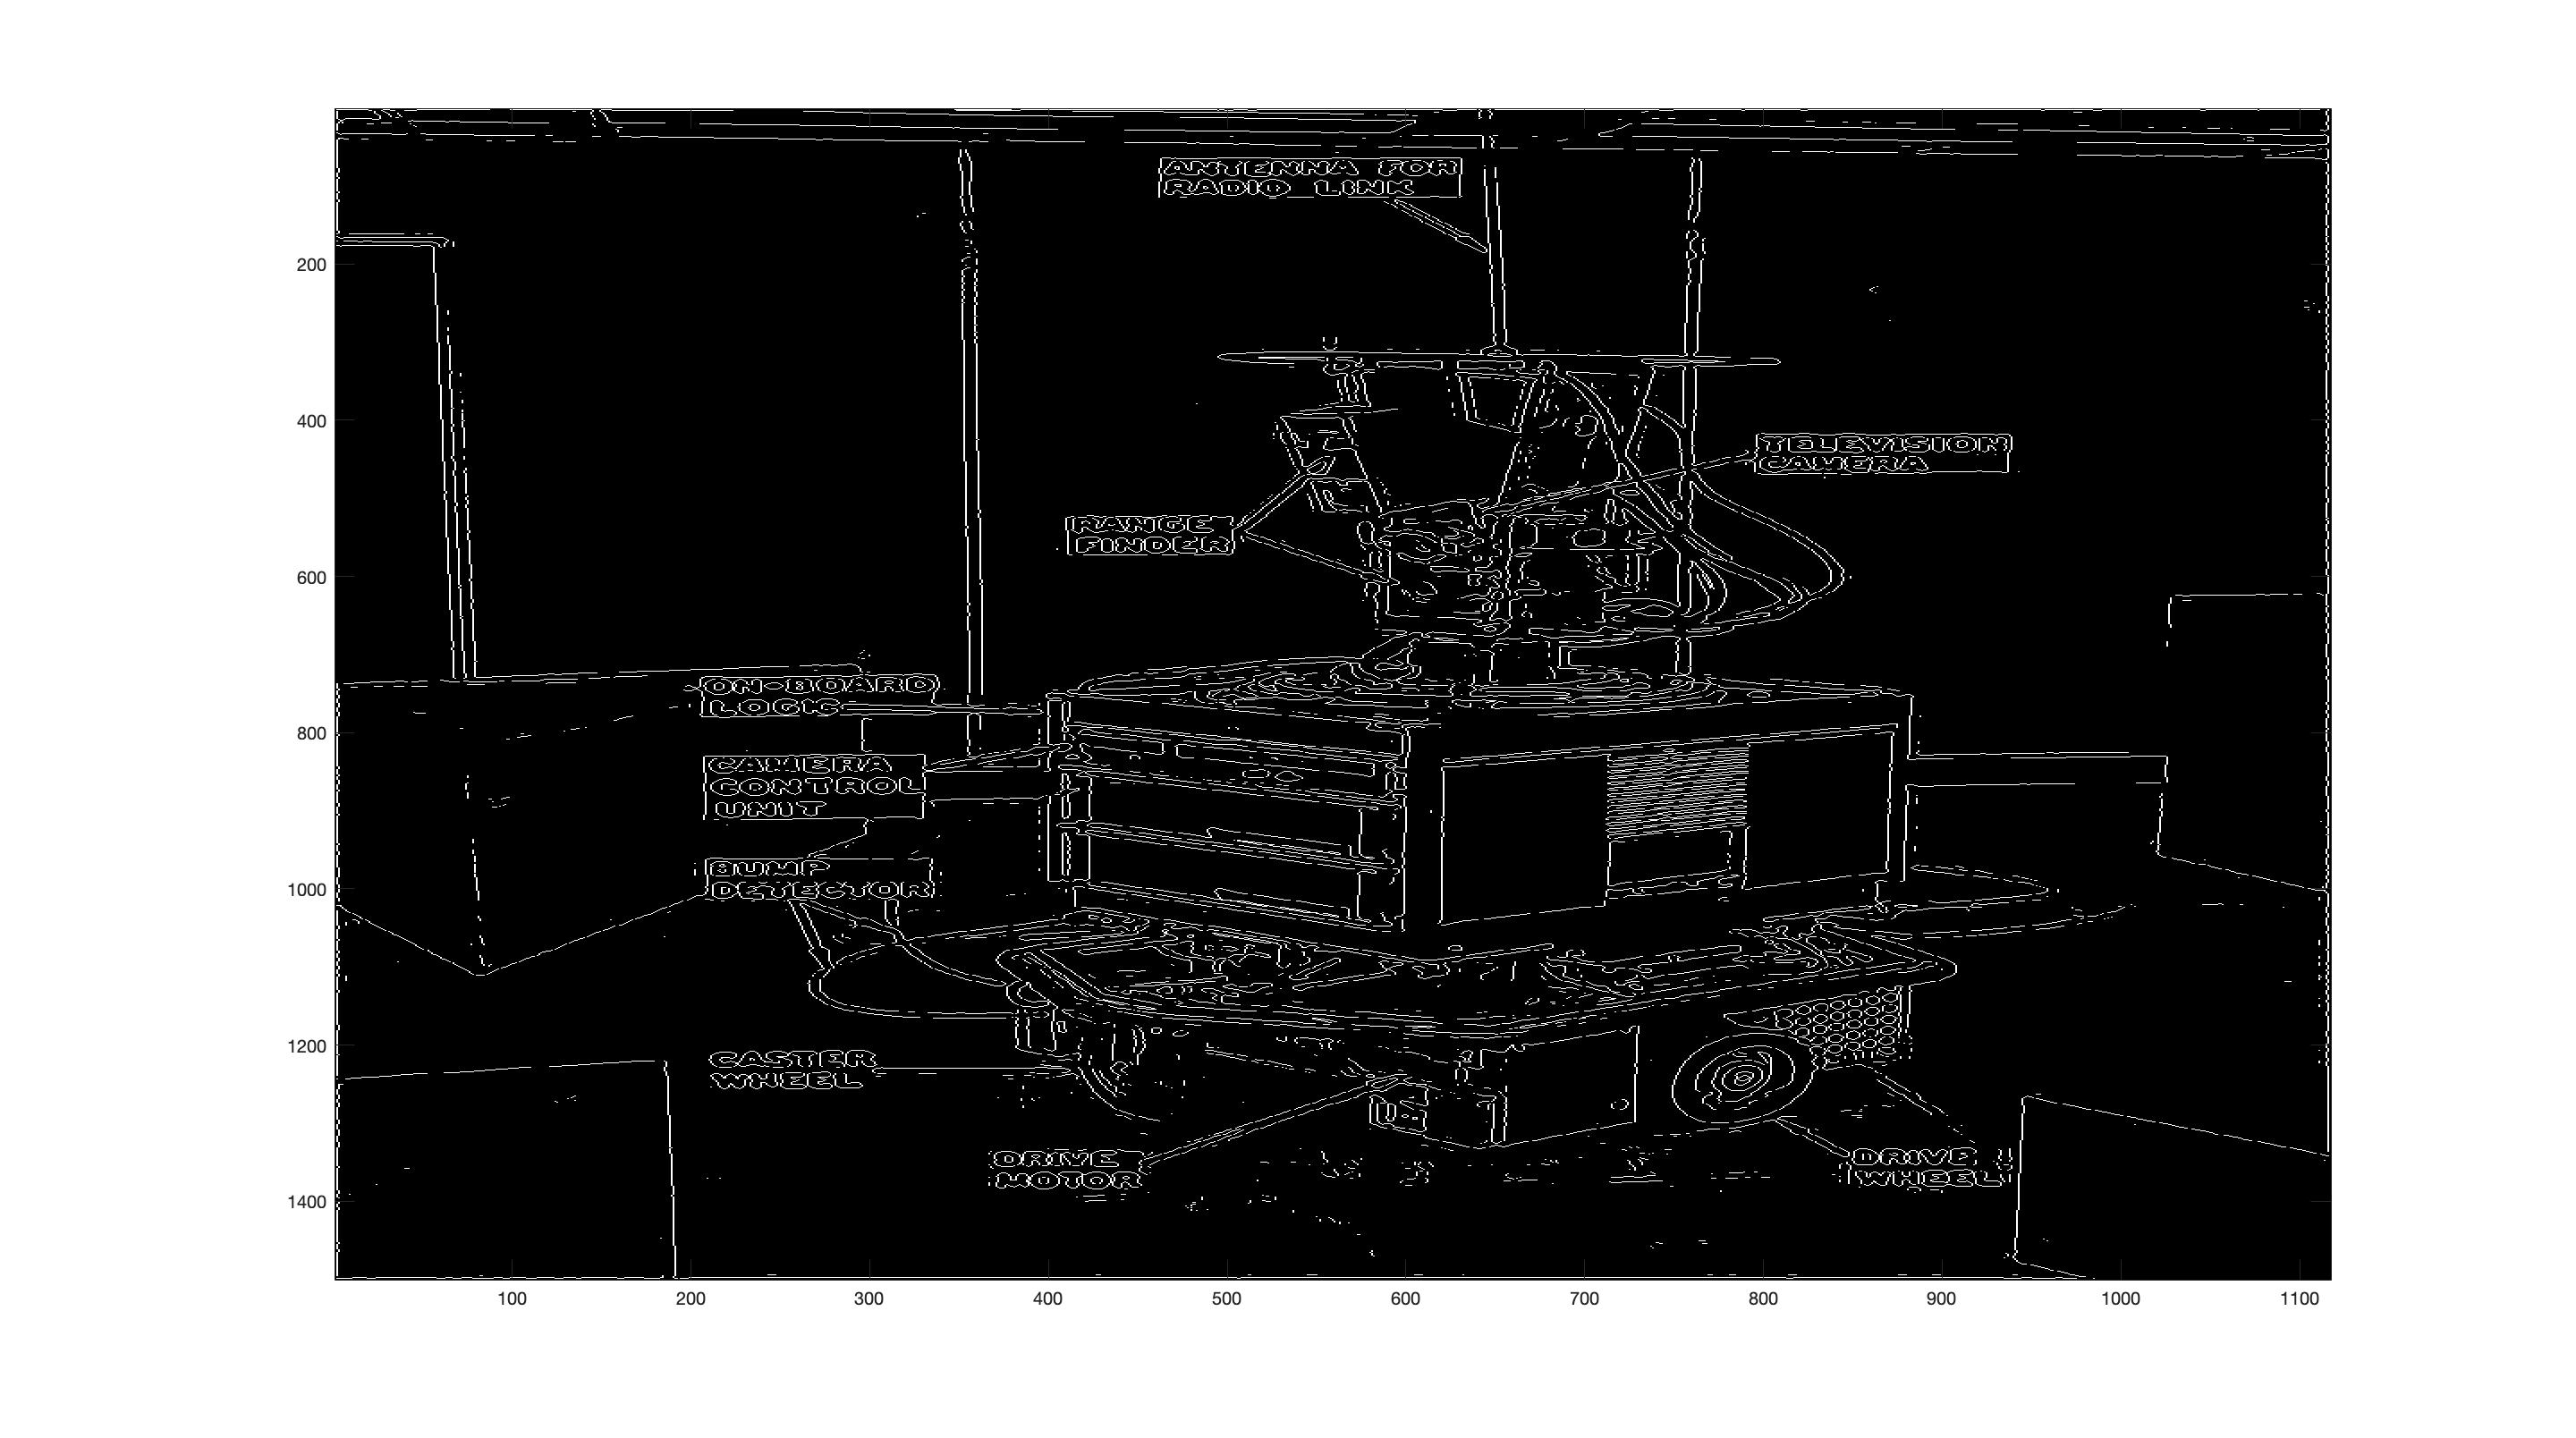 ANTENNA FOR
RADIO LINK
TELEVISION
CAMERA
RANGE
FINDER
ON-BOARD
LOGIC
CAMERA
CONTROL
UNIT
BUMP
DETECTOR
CASTER
WHEEL
DRIVE
MOTOR
DRIVE
WHEEL
200
400
600
800
1000
1200
1400
100 200 300 400 500 600 700 800 900 1000 1100